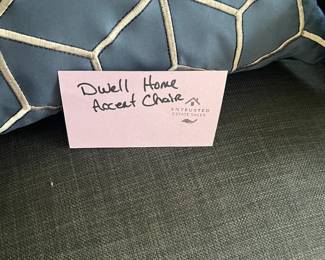 Dwell Home
Accent Chair
ENTRUSTED
ESTATE SALES